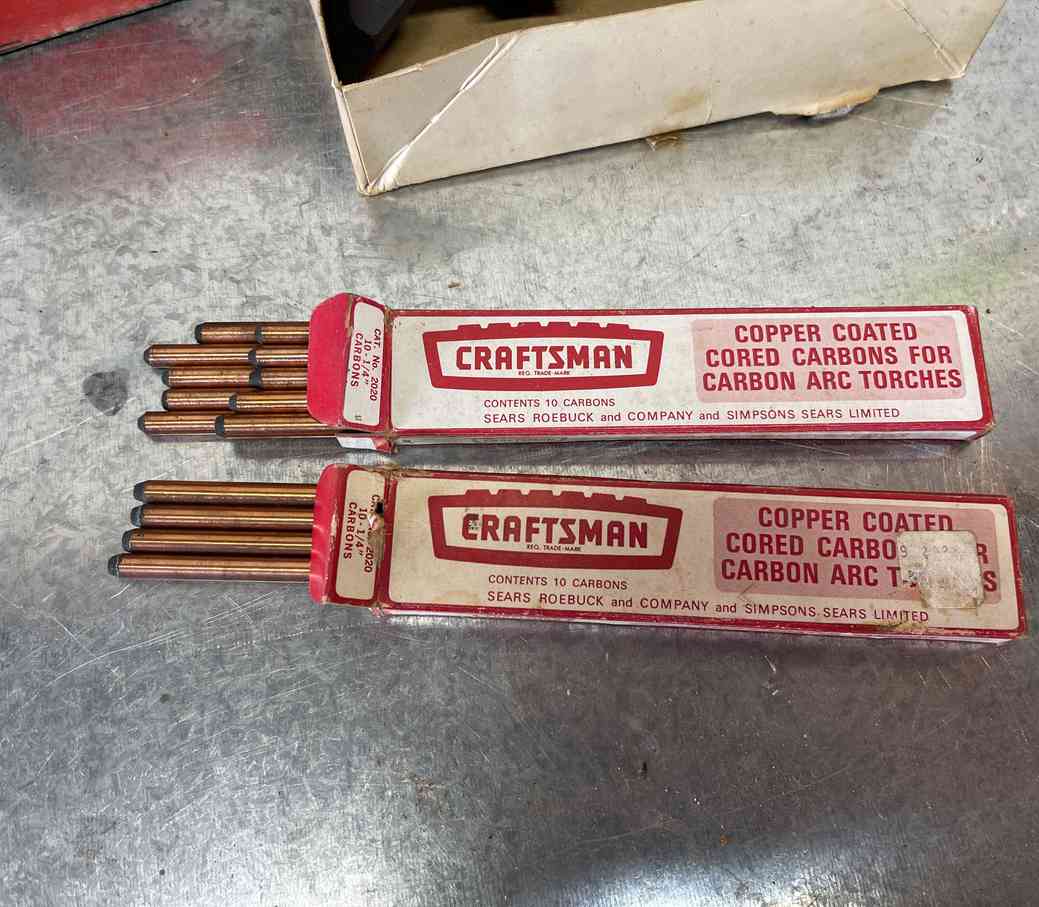 CAT. No. 2020
10-1/4"
CARBONS
CRAFTSMAN
REG. TRADE-MARK
CONTENTS 10 CARBONS
SEARS ROEBUCK and COMPANY and SIMPSONS SEARS LIMITED
COPPER COATED
CORED CARBONS FOR
CARBON ARC TORCHES
2020
10-1/4"
CARBONS
CRAFTSMAN
REG. TRADE-MARK
CONTENTS 10 CARBONS
SEARS ROEBUCK and COMPANY and SIMPSONS SEARS LIMITED
COPPER COATED
CORED
CARBON ARC